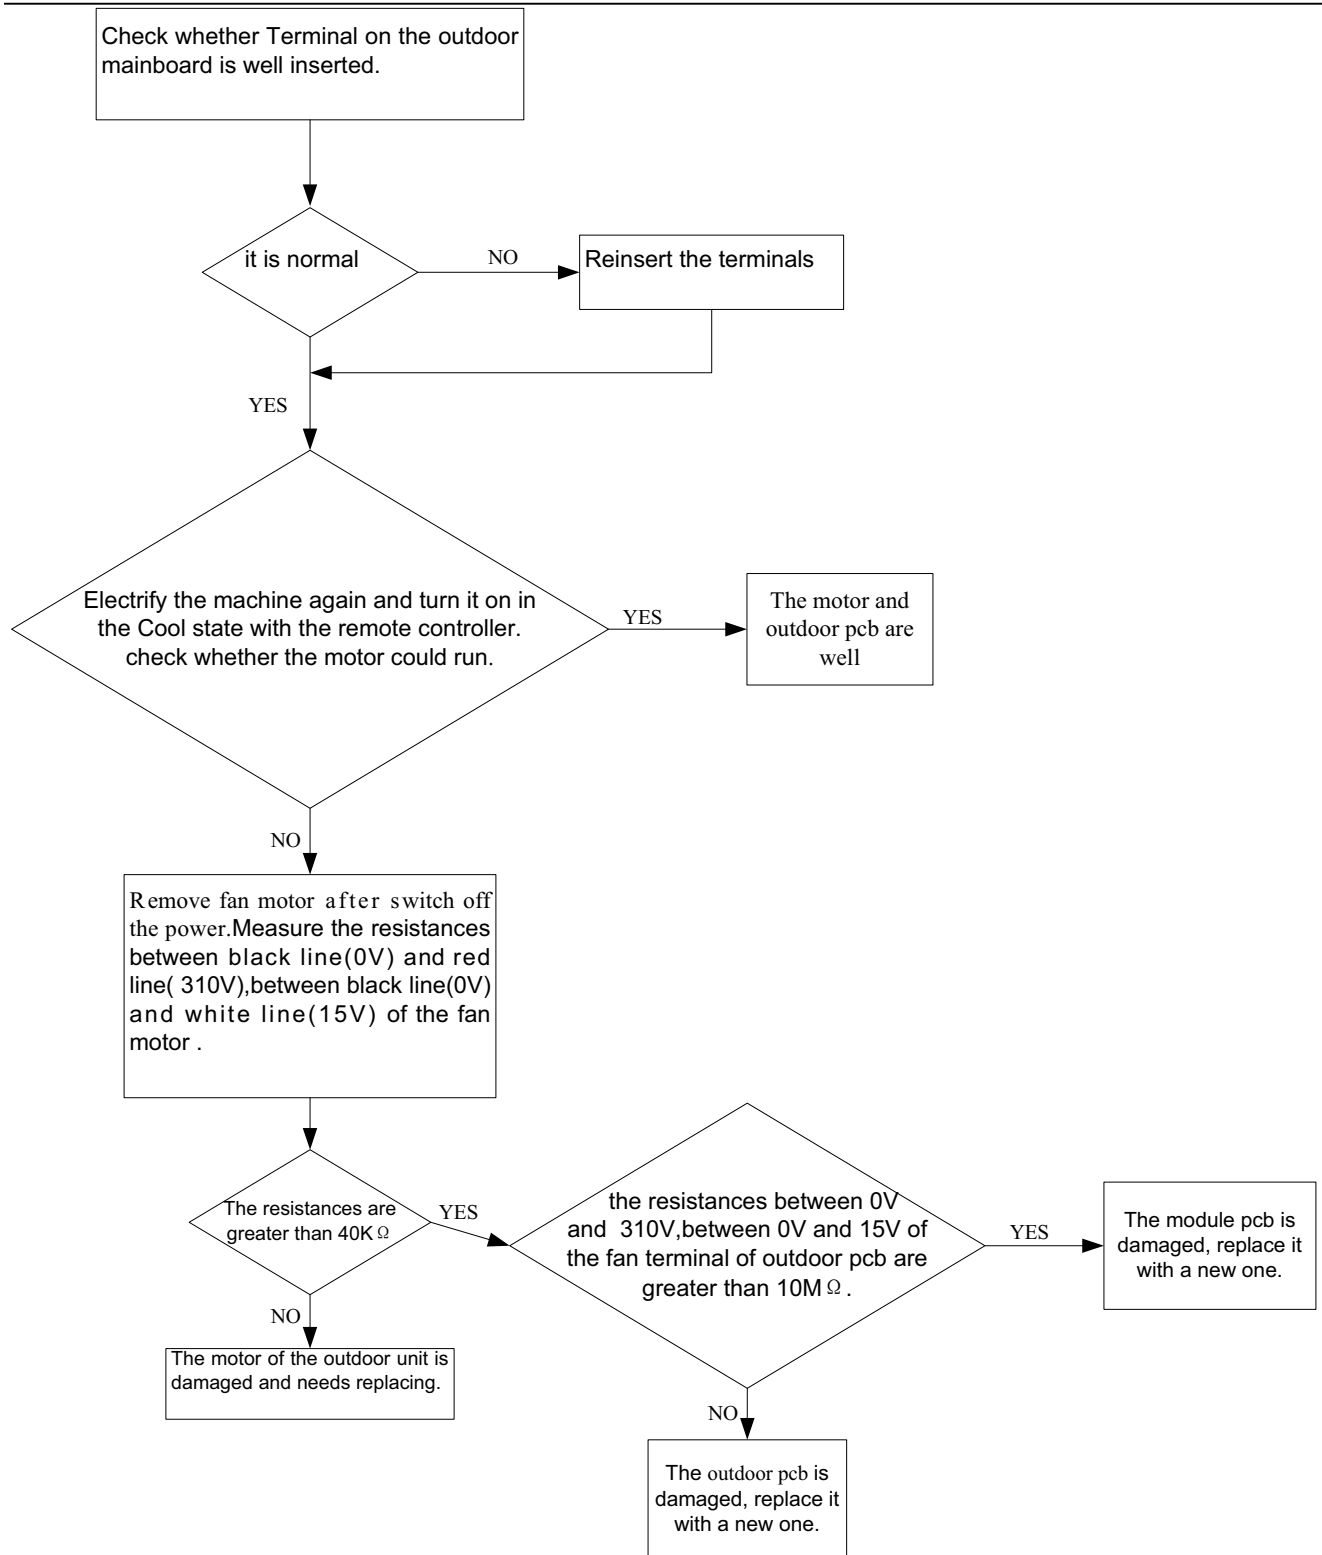 Check whether Terminal on the outdoor
mainboard is well inserted.
it is normal
NO
Reinsert the terminals
YES
Electrify the machine again and turn it on in
the Cool state with the remote controller.
check whether the motor could run.
YES
The motor and
outdoor pcb are
well
NO
Remove fan motor after switch off
the power.Measure the resistances
between black line(0V) and red
line( 310V),between black line(0V)
and white line(15V) of the fan
motor .
The resistances are
greater than 40KΩ
YES
the resistances between 0V
and 310V,between 0V and 15V of
the fan terminal of outdoor pcb are
greater than 10MΩ.
YES
The module pcb is
damaged, replace it
with a new one.
NO
The motor of the outdoor unit is
damaged and needs replacing.
NO
The outdoor pcb is
damaged, replace it
with a new one.